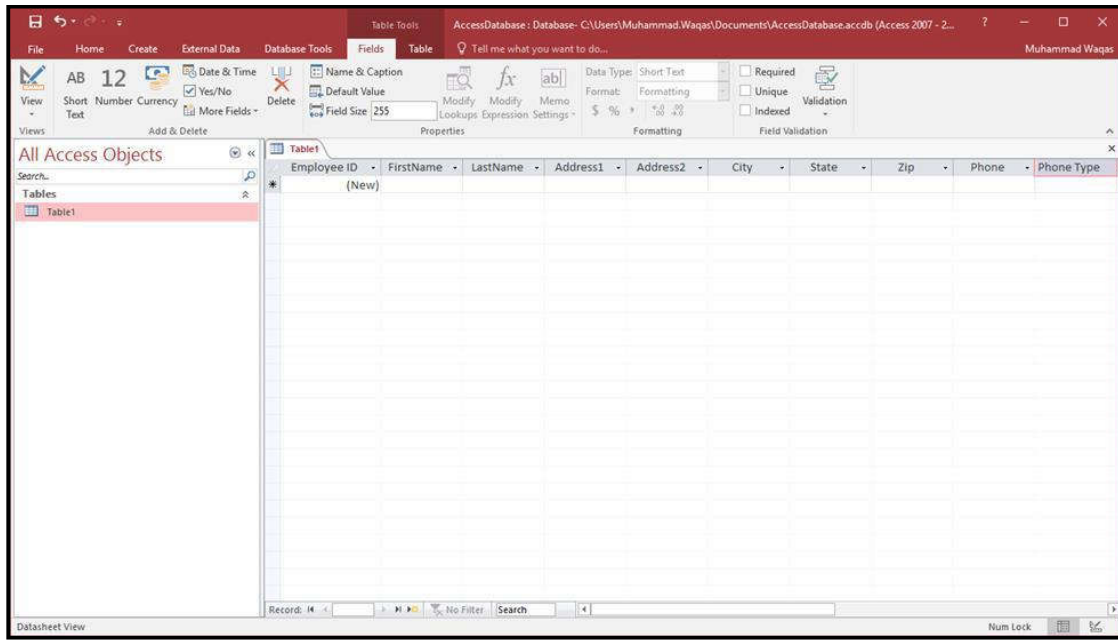 Table Tools AccessDatabase : Database- C:\Users\Muhammad.Waqas\Documents\AccessDatabase.accdb (Access 2007 - 2... ?
File Home Create External Data Database Tools Fields Table Tell me what you want to do... Muhammad Waqas
View
AB Short Text
12 Number
Currency
Date & Time
Yes/No
More Fields
Delete
Name & Caption
Default Value
Field Size 255
Modify Lookups
fx Modify Expression
ab Memo Settings
Data Type: Short Text
Format: Formatting
$ % ,
Required
Unique
Indexed
Validation
Views Add & Delete Properties Formatting Field Validation
All Access Objects
Search...
Tables
Table1
Table1
Employee ID FirstName LastName Address1 Address2 City State Zip Phone Phone Type
(New)
Record: No Filter Search
Datasheet View Num Lock